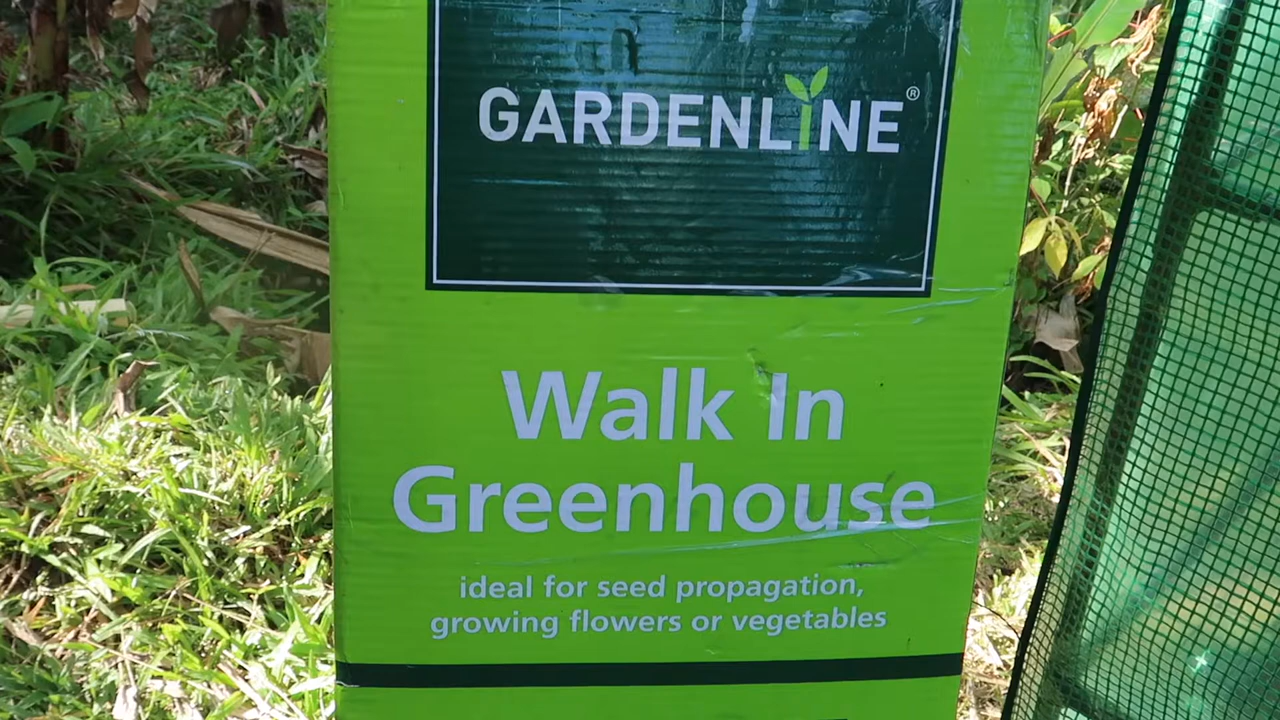 GARDENLINE®
Walk In
Greenhouse
ideal for seed propagation,
growing flowers or vegetables